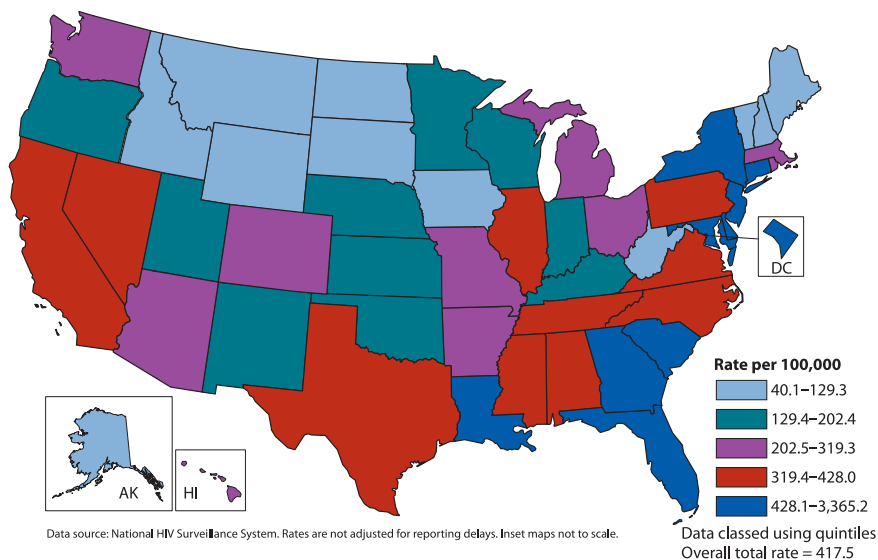 DC
Rate per 100,000
40.1–129.3
129.4–202.4
202.5–319.3
319.4–428.0
428.1–3,365.2
AK
HI
Data source: National HIV Surveillance System. Rates are not adjusted for reporting delays. Inset maps not to scale.
Data classed using quintiles
Overall total rate = 417.5